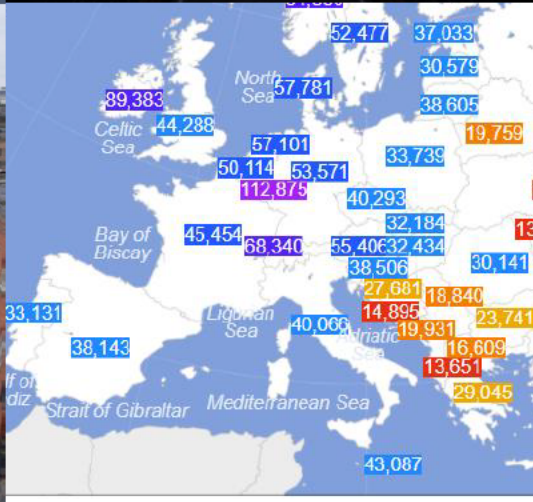 52,477
37,033
30,579
North
Sea
57,781
89,383
38,605
44,288
Celtic
Sea
19,759
57,101
33,739
50,114
53,571
112,875
40,293
32,184
Bay of
Biscay
45,454
68,340
55,406
32,434
30,141
38,506
27,681
18,840
33,131
Ligurian
Sea
14,895
23,741
40,066
Adriatic
Sea
19,931
38,143
16,609
13,651
29,045
Strait of Gibraltar
Mediterranean Sea
43,087